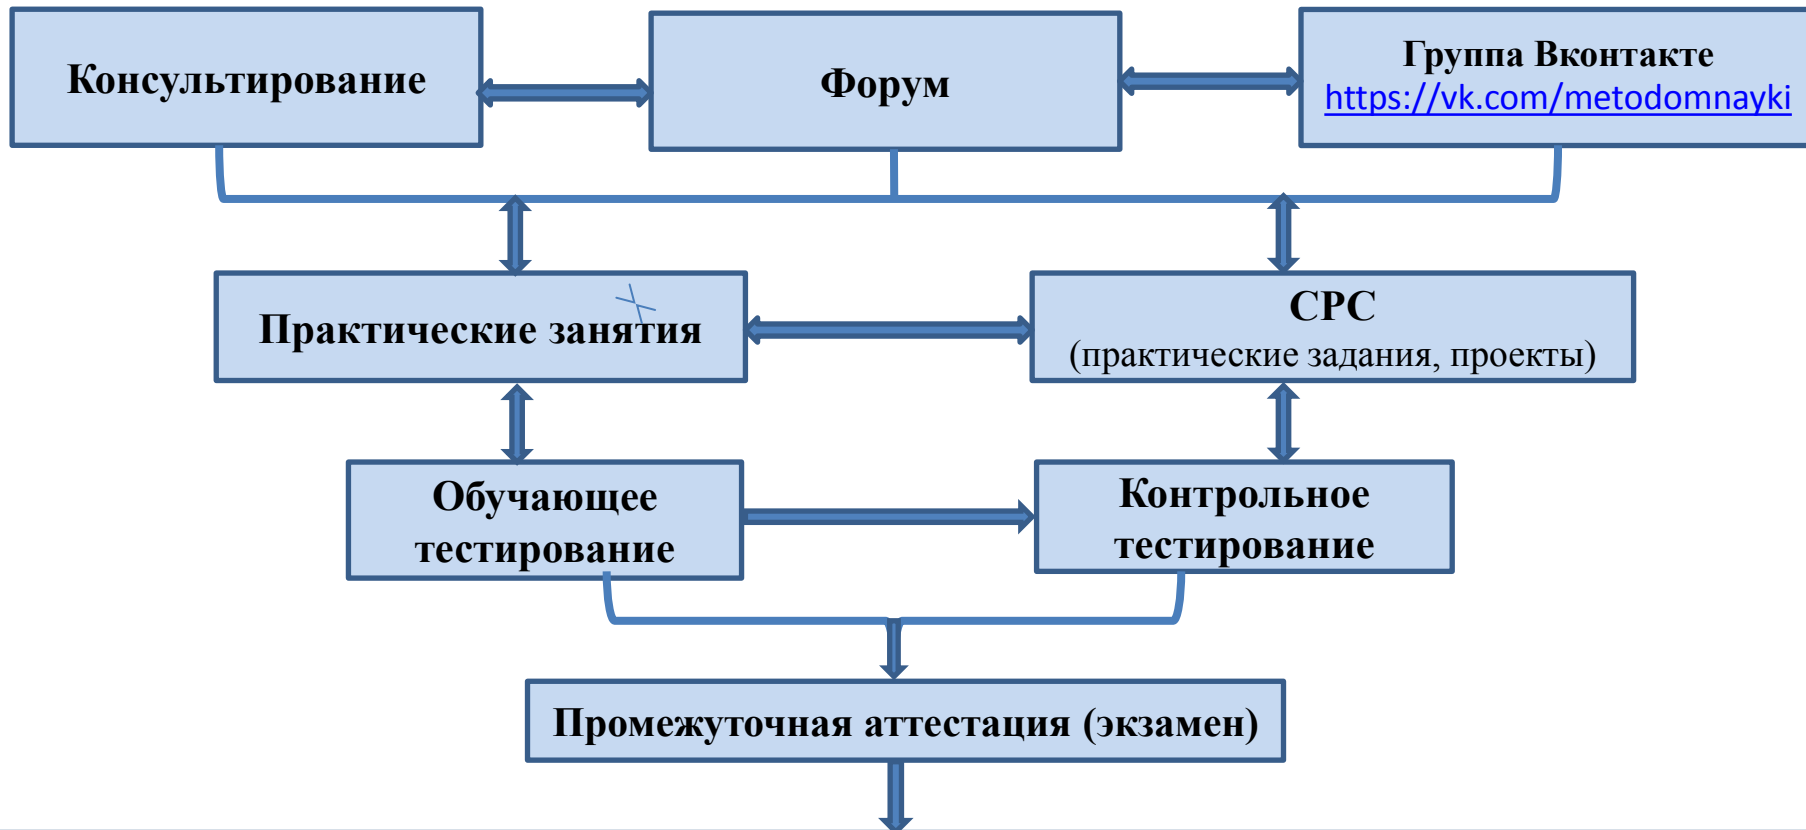 Консультирование
Форум
Группа Вконтакте
https://vk.com/metodomnayki
Практические занятия
СРС
(практические задания, проекты)
Обучающее
тестирование
Контрольное
тестирование
Промежуточная аттестация (экзамен)